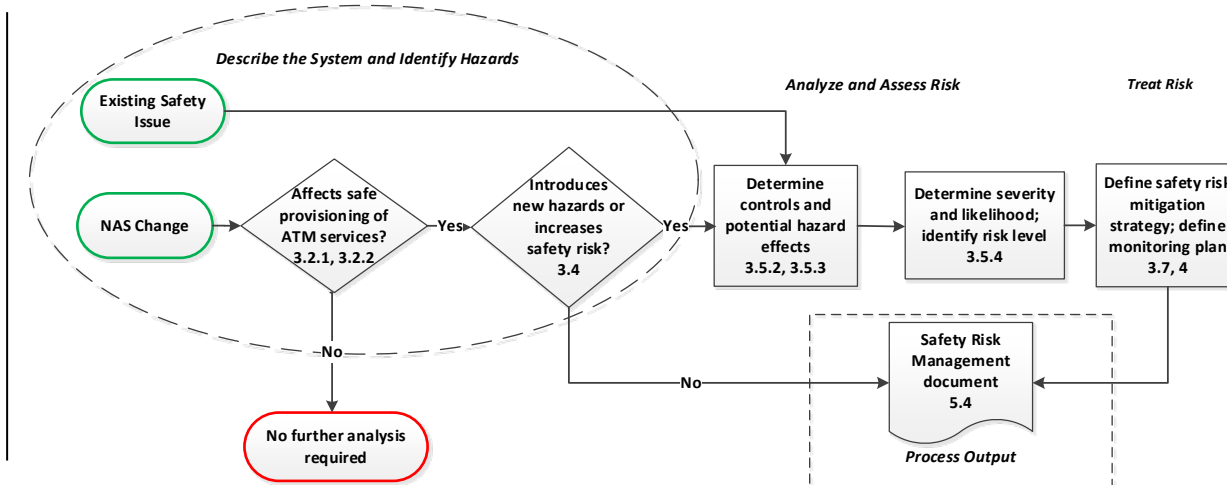 Describe the System and Identify Hazards
Analyze and Assess Risk
Treat Risk
Existing Safety
Issue
NAS Change
Affects safe
provisioning of
ATM services?
3.2.1, 3.2.2
Yes
Introduces
new hazards or
increases
safety risk?
3.4
Yes
Determine
controls and
potential hazard
effects
3.5.2, 3.5.3
Determine severity
and likelihood;
identify risk level
3.5.4
Define safety risk
mitigation
strategy; define
monitoring plan
3.7, 4
No
No further analysis
required
No
Safety Risk
Management
document
5.4
Process Output